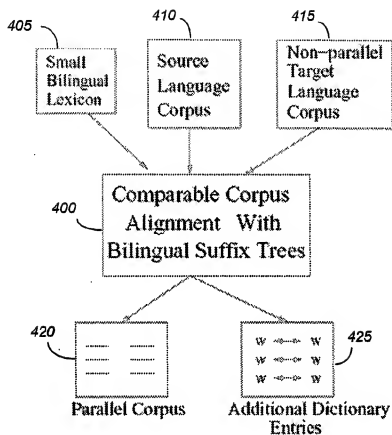 405
410
415
Small
Bilingual
Lexicon
Source
Language
Corpus
Non-parallel
Target
Language
Corpus
400
Comparable Corpus
Alignment With
Bilingual Suffix Trees
420
425
w w
w w
w w
Parallel Corpus
Additional Dictionary
Entries